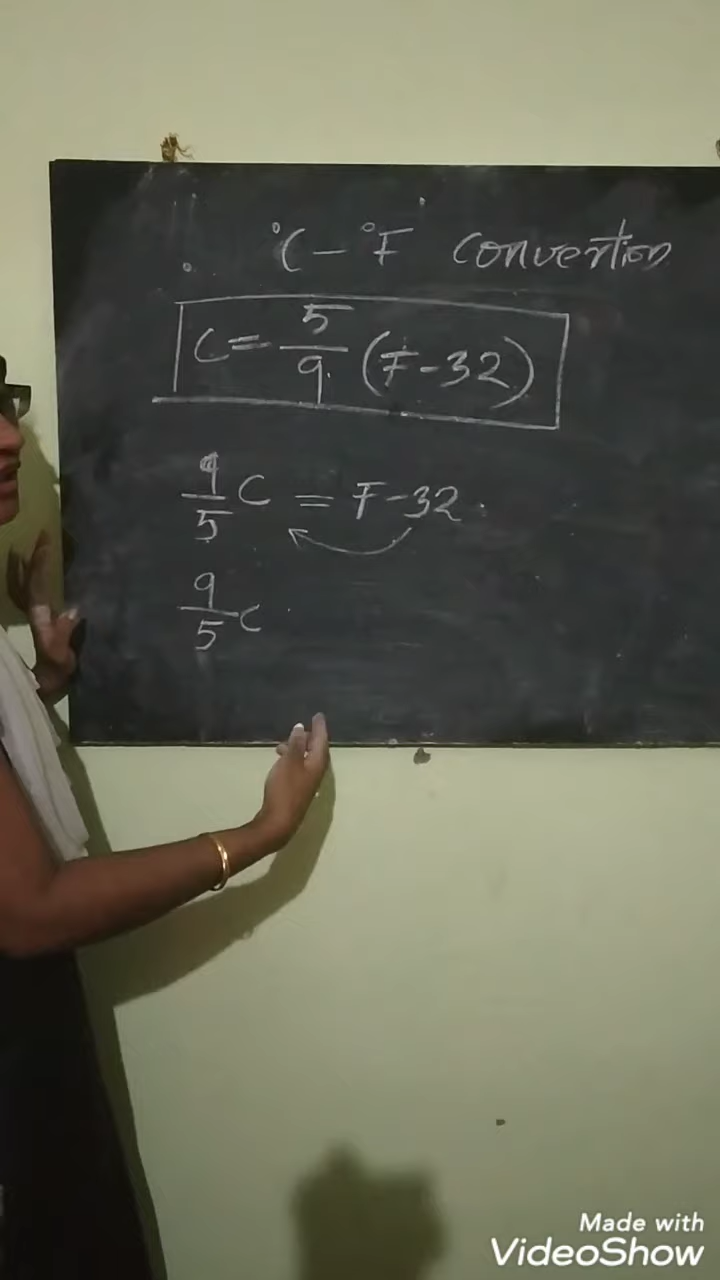 °C - °F convertion
C = 5/9 (F - 32)
9/5 C = F - 32
9/5 C
Made with
VideoShow